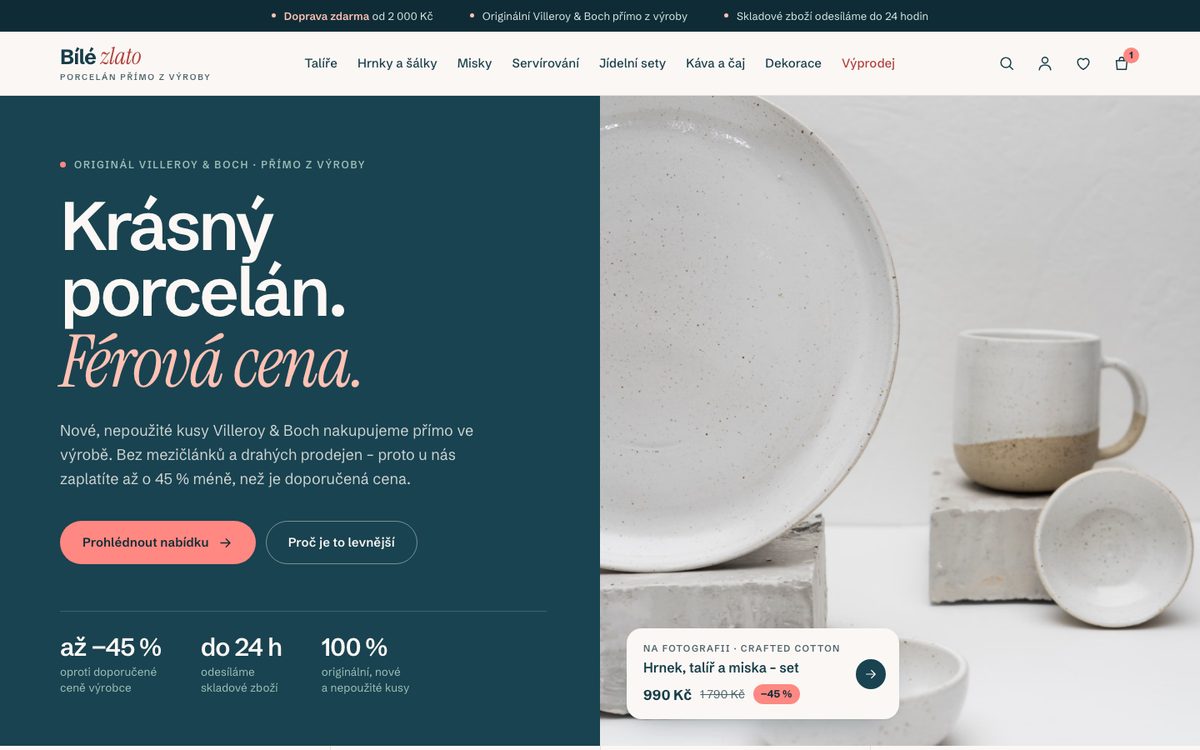 Doprava zdarma od 2 000 Kč
Originální Villeroy & Boch přímo z výroby
Skladové zboží odesíláme do 24 hodin
Bílé zlato
PORCELÁN PŘÍMO Z VÝROBY
Talíře
Hrnky a šálky
Misky
Servírování
Jídelní sety
Káva a čaj
Dekorace
Výprodej
1
ORIGINÁL VILLEROY & BOCH · PŘÍMO Z VÝROBY
Krásný
porcelán.
Férová cena.
Nové, nepoužité kusy Villeroy & Boch nakupujeme přímo ve
výrobě. Bez mezičlánků a drahých prodejen – proto u nás
zaplatíte až o 45 % méně, než je doporučená cena.
Prohlédnout nabídku →
Proč je to levnější
až −45 %
oproti doporučené
ceně výrobce
do 24 h
odesíláme
skladové zboží
100 %
originální, nové
a nepoužité kusy
NA FOTOGRAFII · CRAFTED COTTON
Hrnek, talíř a miska – set
990 Kč 1 790 Kč −45 %